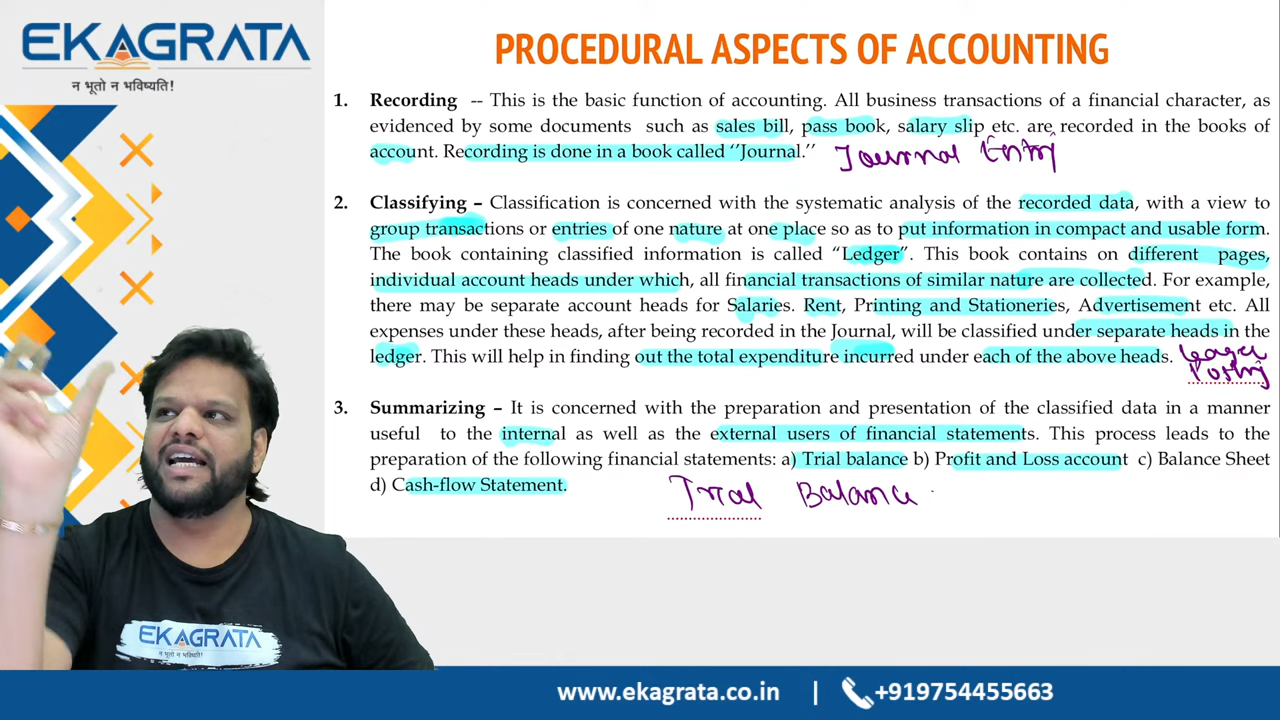 EKAGRATA
न भूतो न भविष्यति!
PROCEDURAL ASPECTS OF ACCOUNTING
1. Recording -- This is the basic function of accounting. All business transactions of a financial character, as
evidenced by some documents such as sales bill, pass book, salary slip etc. are recorded in the books of
account. Recording is done in a book called ‘‘Journal.’’ Journal Entry
2. Classifying – Classification is concerned with the systematic analysis of the recorded data, with a view to
group transactions or entries of one nature at one place so as to put information in compact and usable form.
The book containing classified information is called “Ledger”. This book contains on different pages,
individual account heads under which, all financial transactions of similar nature are collected. For example,
there may be separate account heads for Salaries. Rent, Printing and Stationeries, Advertisement etc. All
expenses under these heads, after being recorded in the Journal, will be classified under separate heads in the
ledger. This will help in finding out the total expenditure incurred under each of the above heads. Ledger
Posting
3. Summarizing – It is concerned with the preparation and presentation of the classified data in a manner
useful to the internal as well as the external users of financial statements. This process leads to the
preparation of the following financial statements: a) Trial balance b) Profit and Loss account c) Balance Sheet
d) Cash-flow Statement.
Trial Balance
EKAGRATA
न भूतो न भविष्यति!
www.ekagrata.co.in | +919754455663